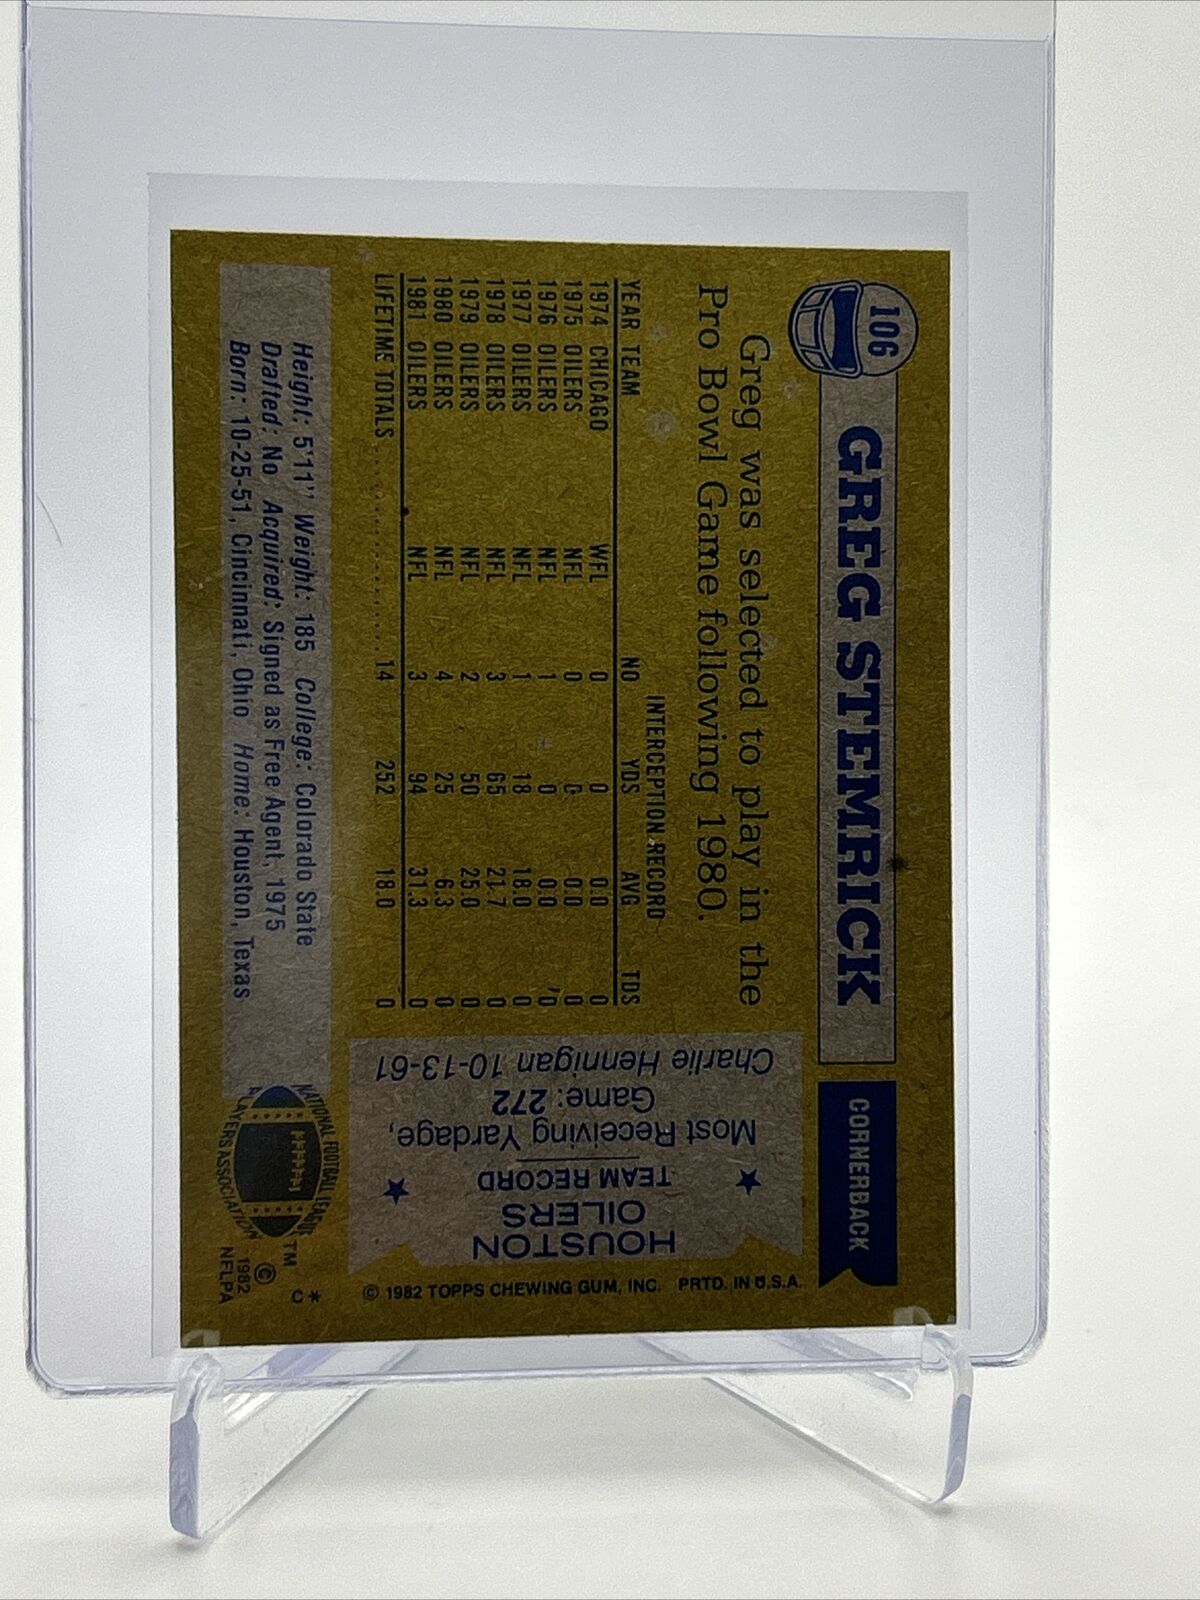 106
GREG STEMRICK
CORNERBACK
Greg was selected to play in the
Pro Bowl Game following 1980.
INTERCEPTION RECORD
YEAR TEAM NO YDS AVG TDS
1974 CHICAGO WFL 0 0 0.0 0
1975 OILERS NFL 0 0 0.0 0
1976 OILERS NFL 1 0 0.0 0
1977 OILERS NFL 1 18 18.0 0
1978 OILERS NFL 3 65 21.7 0
1979 OILERS NFL 2 50 25.0 0
1980 OILERS NFL 4 25 6.3 0
1981 OILERS NFL 3 94 31.3 0
LIFETIME TOTALS 14 252 18.0 0
Height: 5'11" Weight: 185 College: Colorado State
Drafted: No Acquired: Signed as Free Agent, 1975
Born: 10-25-51, Cincinnati, Ohio Home: Houston, Texas
HOUSTON
OILERS
TEAM RECORD
Most Receiving Yardage,
Game: 272
Charlie Hennigan 10-13-61
NATIONAL FOOTBALL LEAGUE
PLAYERS ASSOCIATION
TM
© 1982
NFLPA
C*
© 1982 TOPPS CHEWING GUM, INC. PRTD. IN U.S.A.